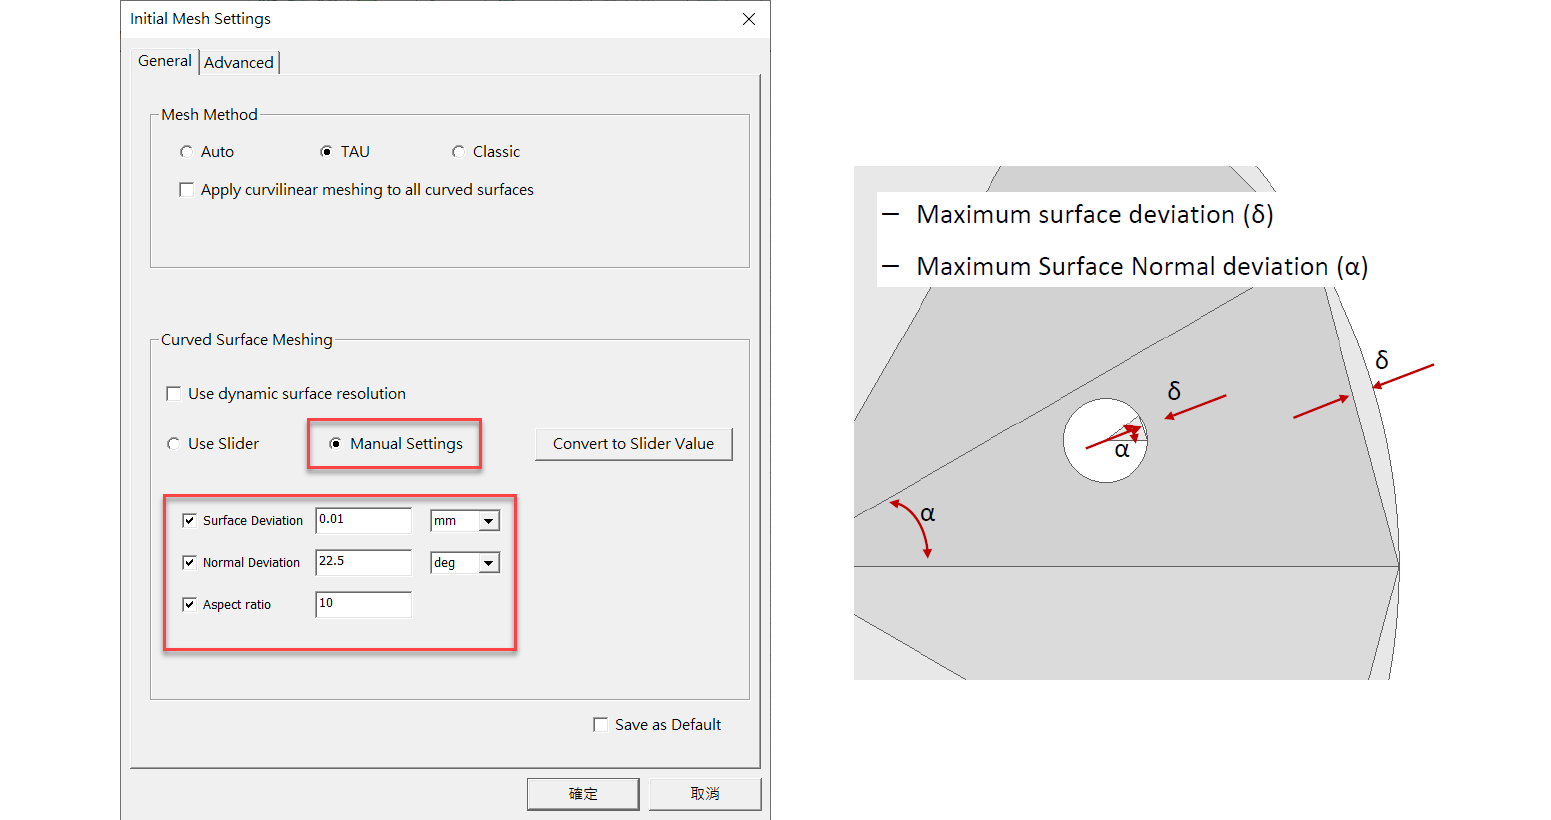 Initial Mesh Settings
General
Advanced
Mesh Method
Auto
TAU
Classic
Apply curvilinear meshing to all curved surfaces
Curved Surface Meshing
Use dynamic surface resolution
Use Slider
Manual Settings
Convert to Slider Value
Surface Deviation
0.01
mm
Normal Deviation
22.5
deg
Aspect ratio
10
Save as Default
確定
取消
– Maximum surface deviation (δ)
– Maximum Surface Normal deviation (α)
δ
δ
α
α